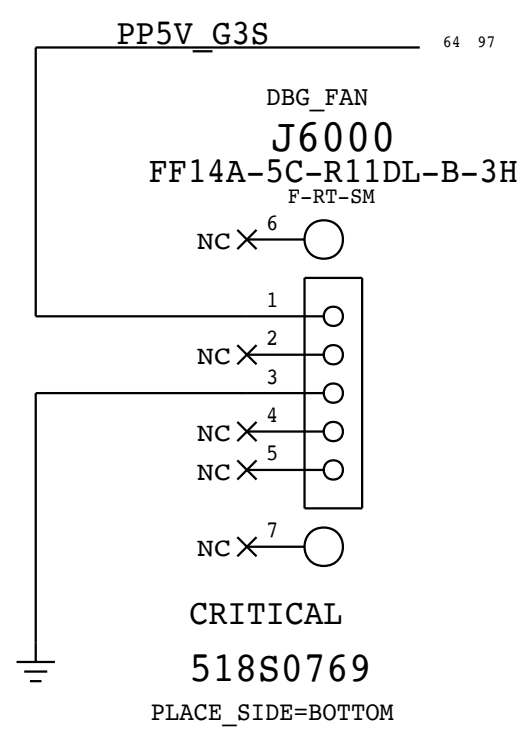 PP5V_G3S 64 97
DBG_FAN
J6000
FF14A-5C-R11DL-B-3H
F-RT-SM
6
NC
1
2
NC
3
4
NC
5
NC
7
NC
CRITICAL
518S0769
PLACE_SIDE=BOTTOM